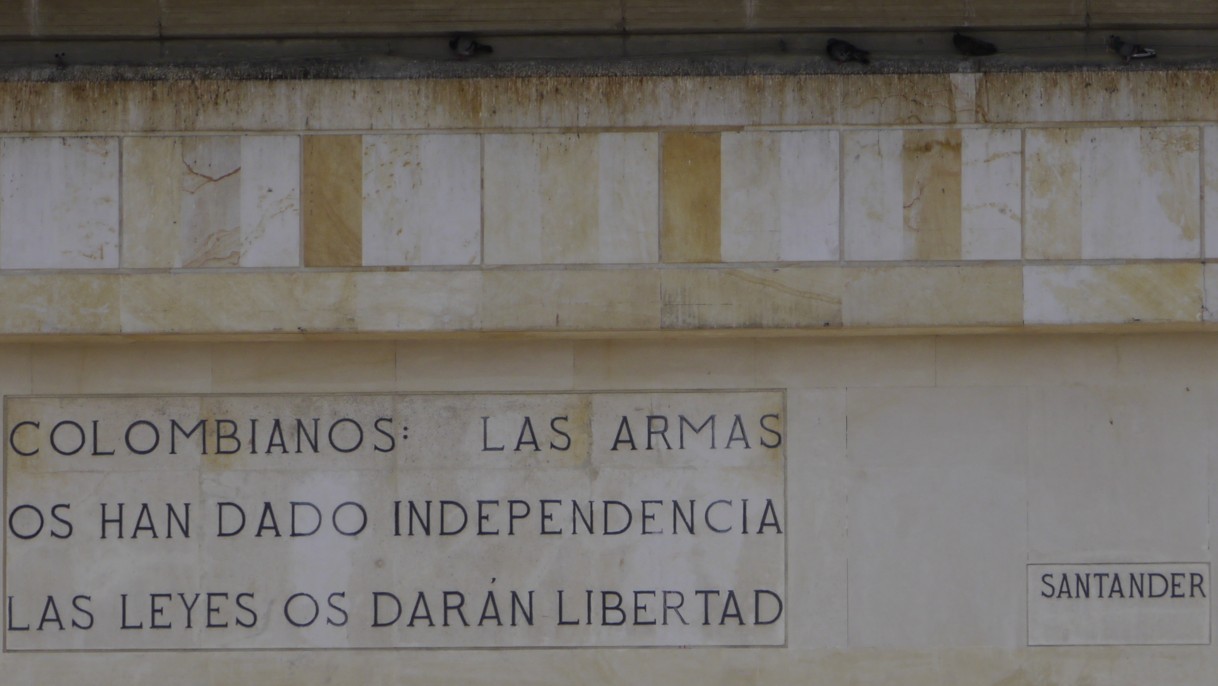 COLOMBIANOS: LAS ARMAS
OS HAN DADO INDEPENDENCIA
LAS LEYES OS DARÁN LIBERTAD
SANTANDER